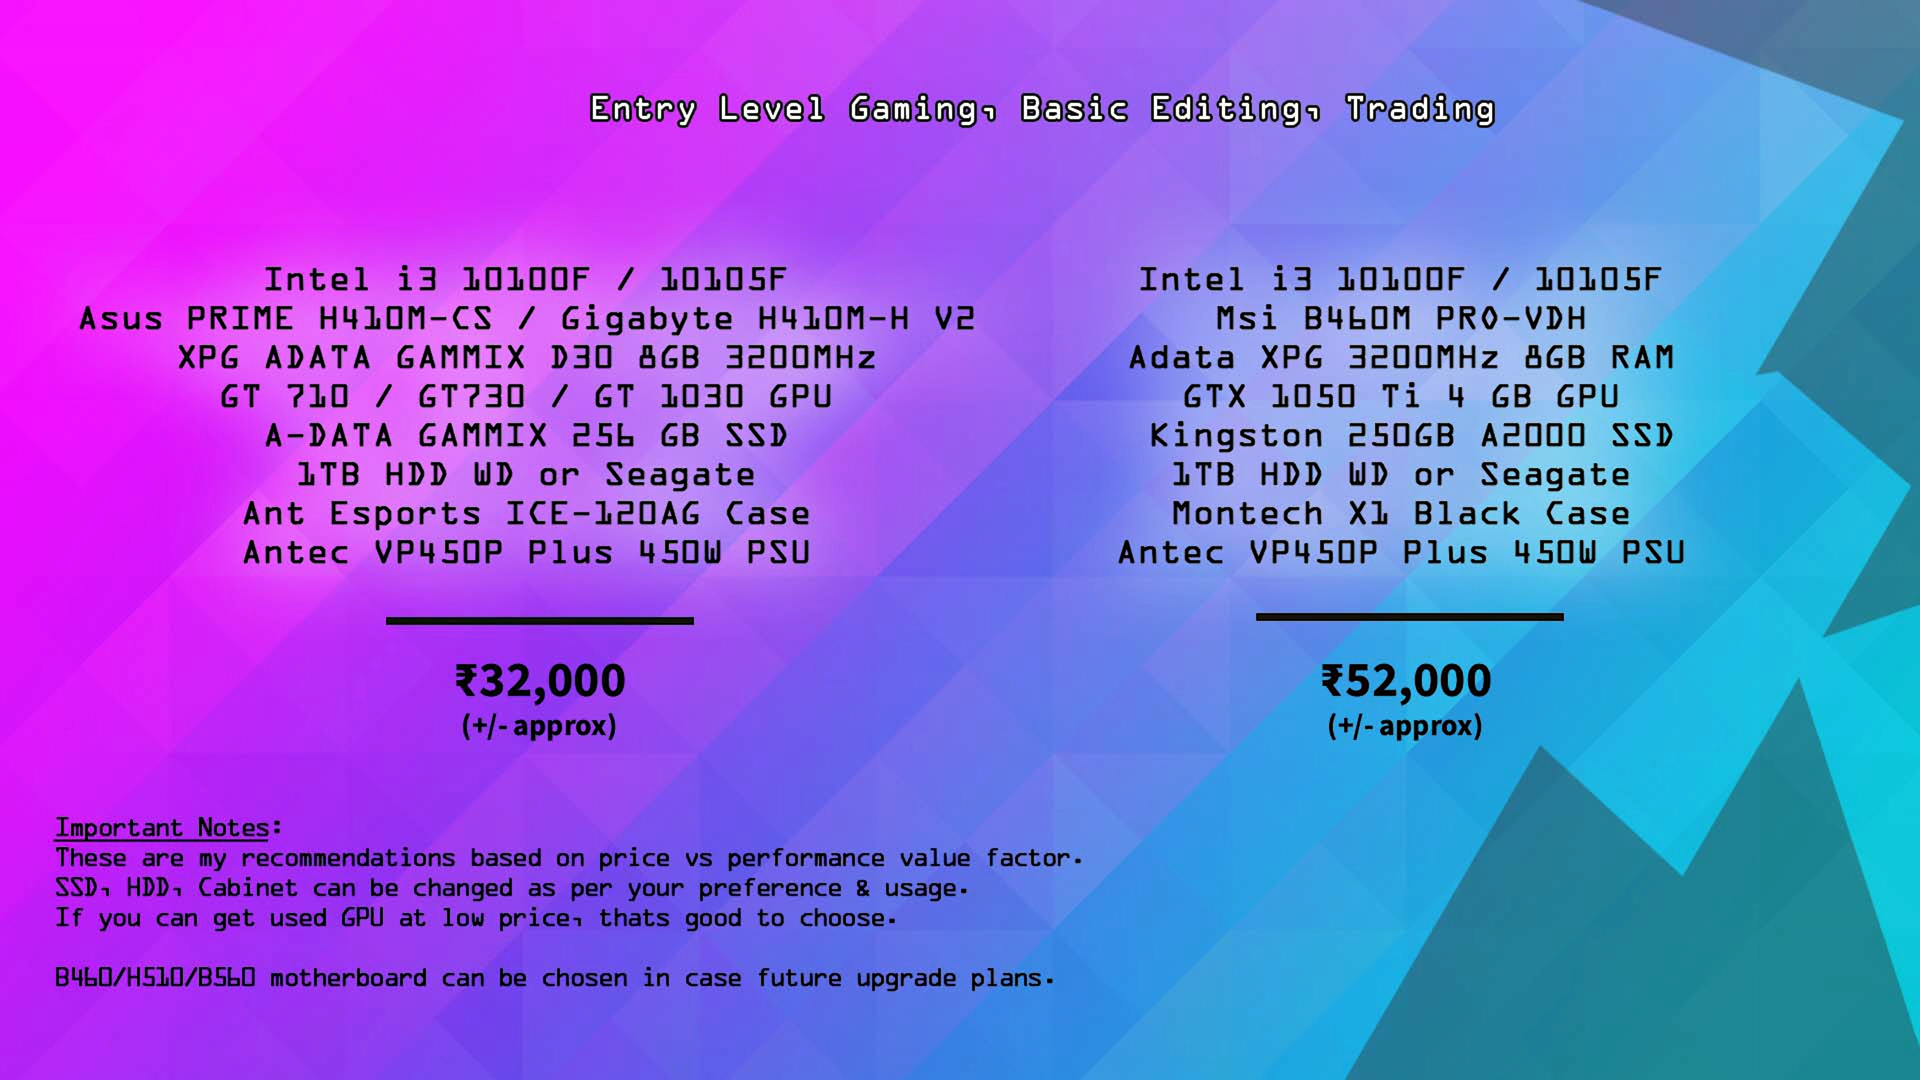 Entry Level Gaming, Basic Editing, Trading
Intel i3 10100F / 10105F
Asus PRIME H410M-CS / Gigabyte H410M-H V2
XPG ADATA GAMMIX D30 8GB 3200MHz
GT 710 / GT730 / GT 1030 GPU
A-DATA GAMMIX 256 GB SSD
1TB HDD WD or Seagate
Ant Esports ICE-120AG Case
Antec VP450P Plus 450W PSU
₹32,000
(+/- approx)
Intel i3 10100F / 10105F
Msi B460M PRO-VDH
Adata XPG 3200MHz 8GB RAM
GTX 1050 Ti 4 GB GPU
Kingston 250GB A2000 SSD
1TB HDD WD or Seagate
Montech X1 Black Case
Antec VP450P Plus 450W PSU
₹52,000
(+/- approx)
Important Notes:
These are my recommendations based on price vs performance value factor.
SSD, HDD, Cabinet can be changed as per your preference & usage.
If you can get used GPU at low price, thats good to choose.
B460/H510/B560 motherboard can be chosen in case future upgrade plans.